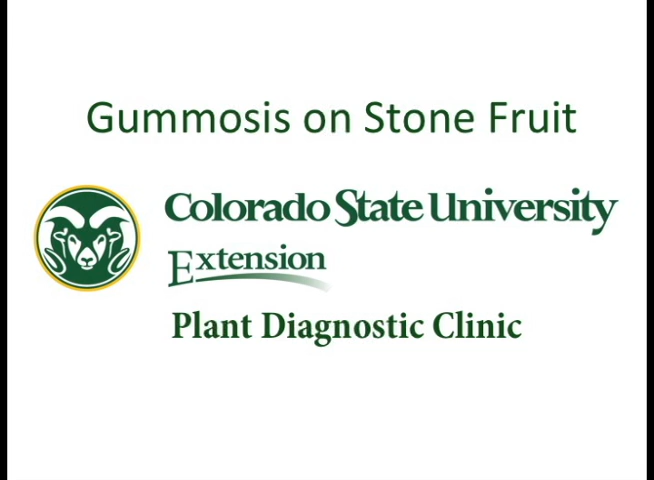 Gummosis on Stone Fruit
Colorado State University
Extension
Plant Diagnostic Clinic